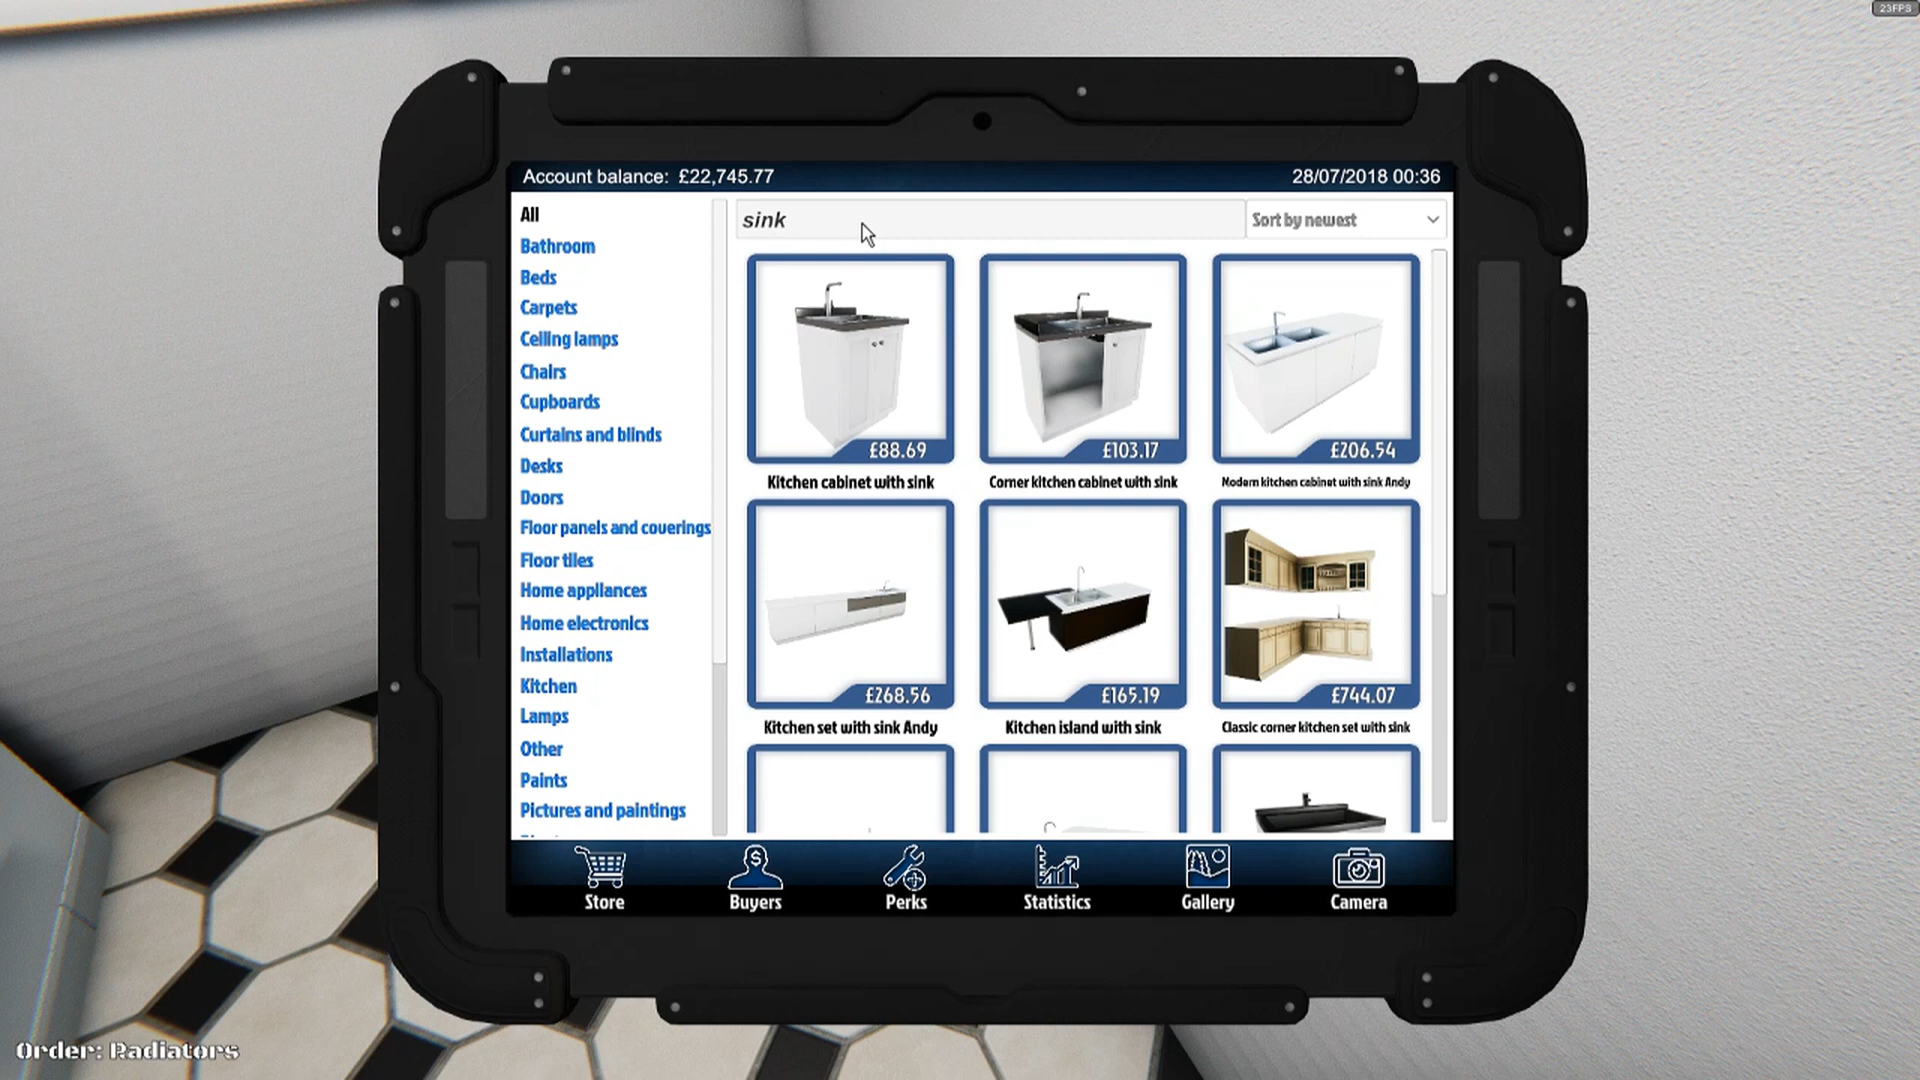 23FPS
Account balance: £22,745.77
28/07/2018 00:36
All
Bathroom
Beds
Carpets
Ceiling lamps
Chairs
Cupboards
Curtains and blinds
Desks
Doors
Floor panels and coverings
Floor tiles
Home appliances
Home electronics
Installations
Kitchen
Lamps
Other
Paints
Pictures and paintings
sink
Sort by newest
£88.69
£103.17
£206.54
Kitchen cabinet with sink
Corner kitchen cabinet with sink
Modern kitchen cabinet with sink Andy
£268.56
£165.19
£744.07
Kitchen set with sink Andy
Kitchen island with sink
Classic corner kitchen set with sink
Store
Buyers
Perks
Statistics
Gallery
Camera
Order: Radiators